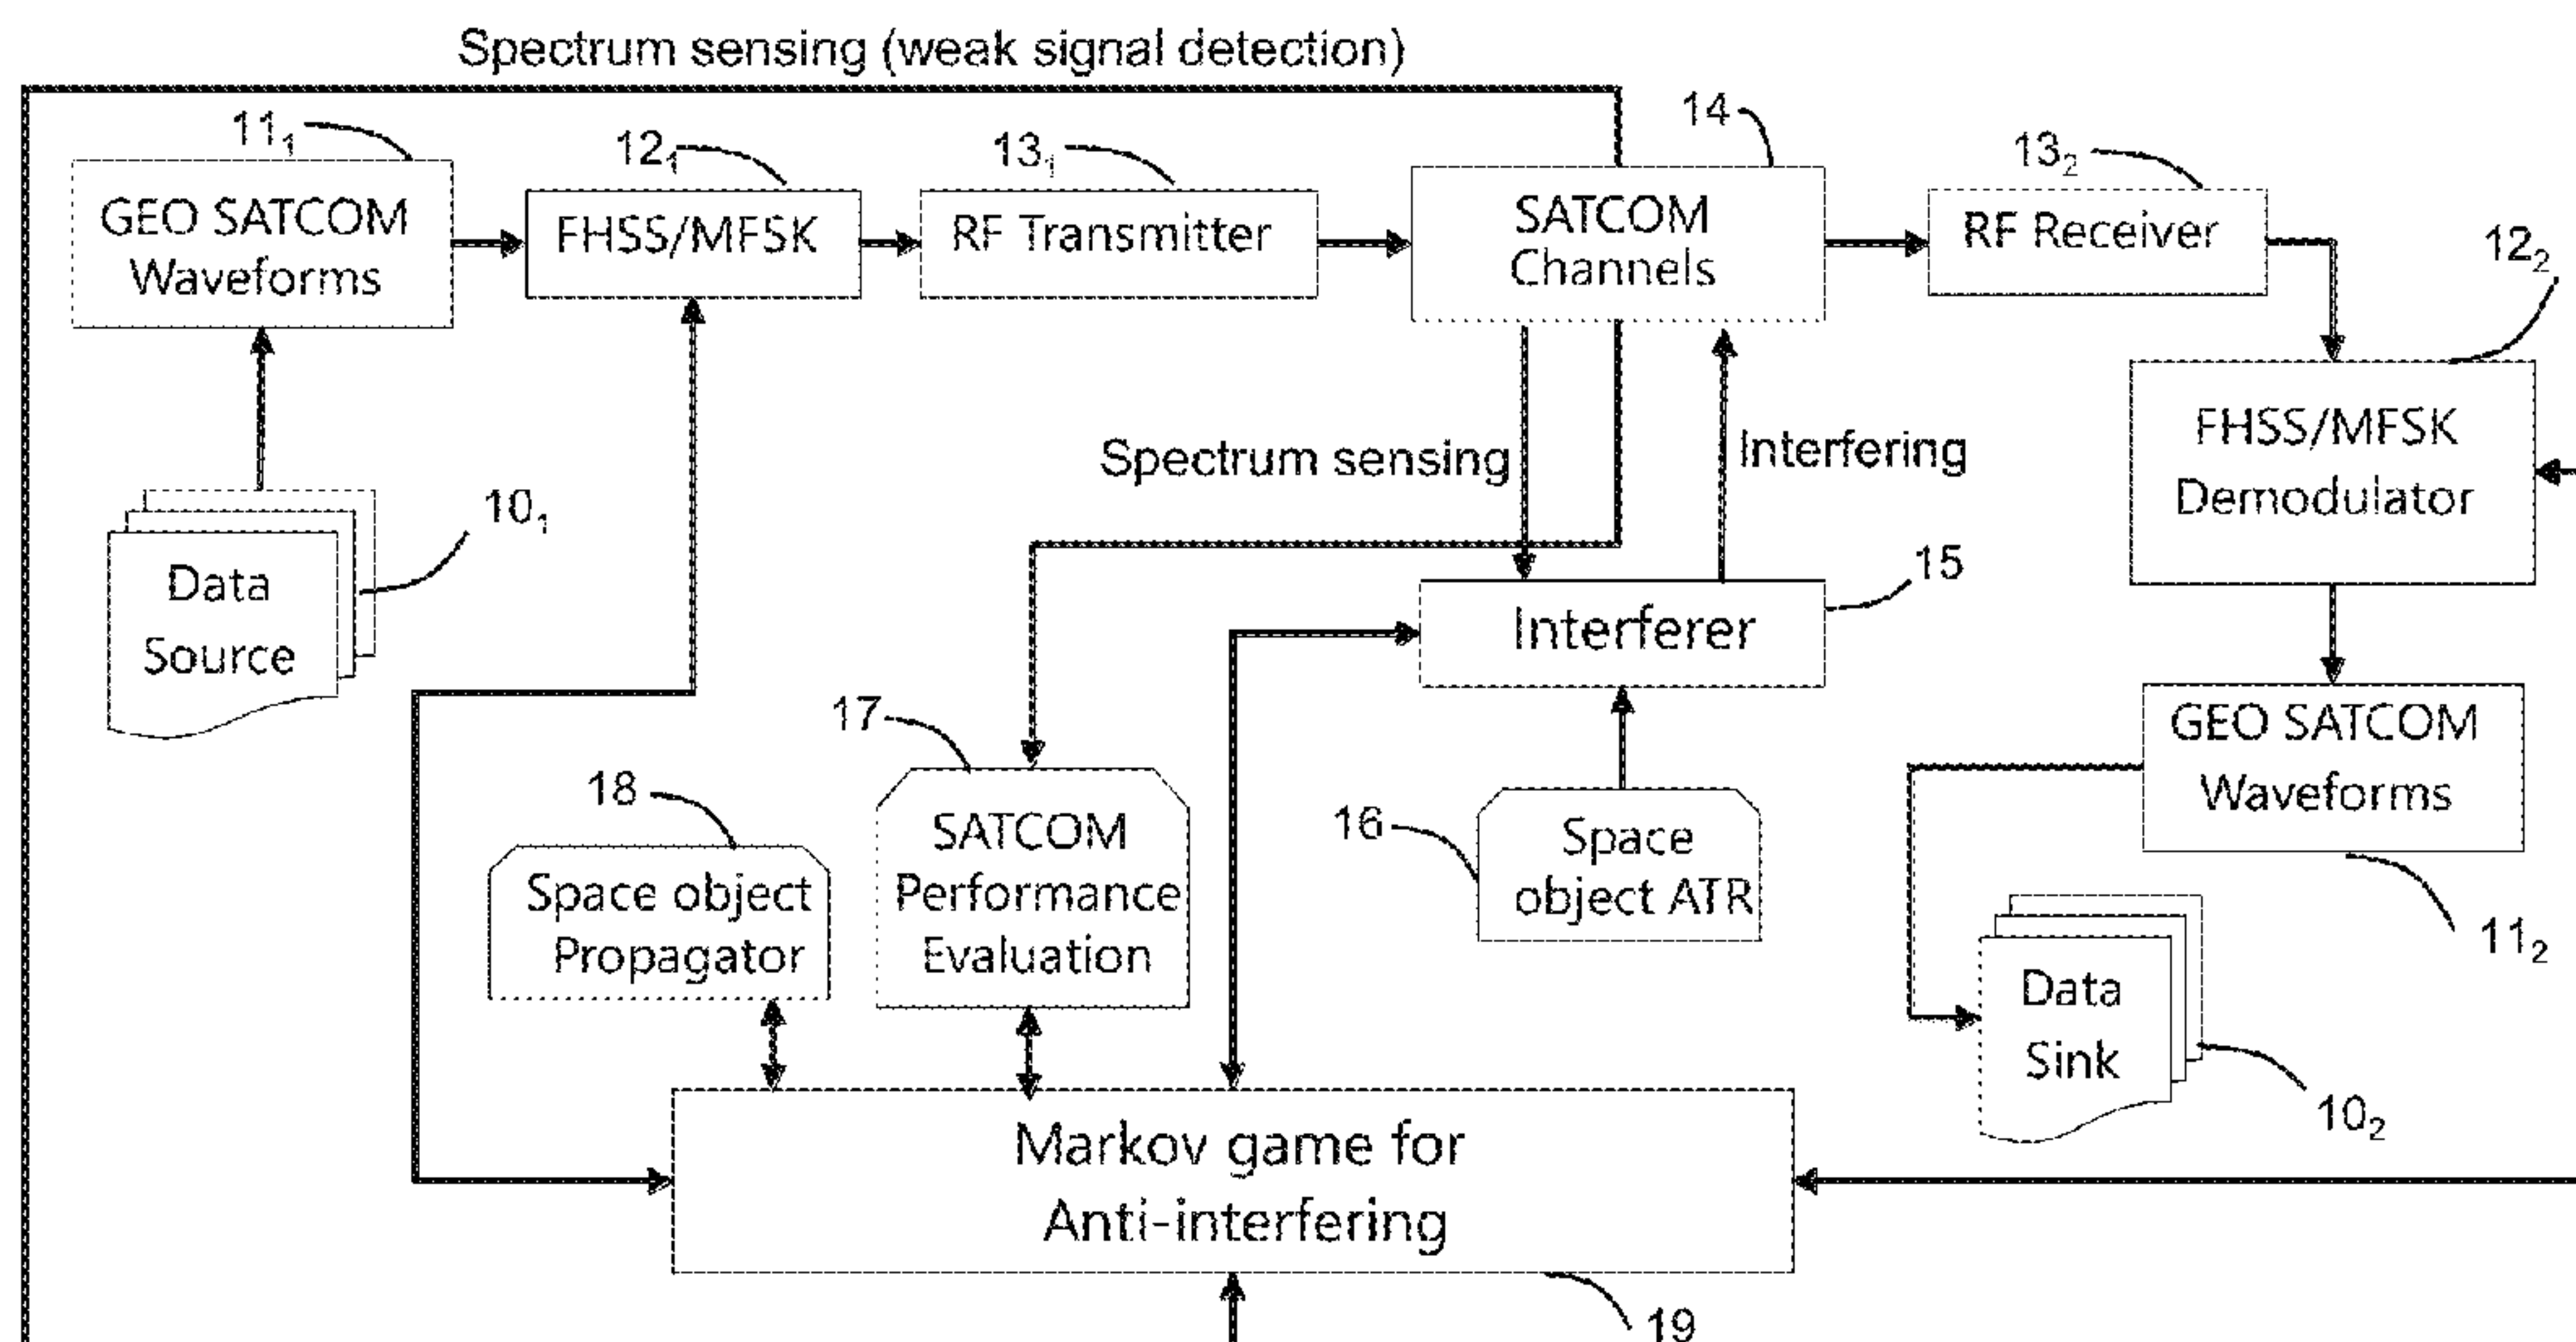 Spectrum sensing (weak signal detection)
11₁
12₁
13₁
14
13₂
12₂
GEO SATCOM
Waveforms
FHSS/MFSK
RF Transmitter
SATCOM
Channels
RF Receiver
FHSS/MFSK
Demodulator
Spectrum sensing
Interfering
10₁
Data
Source
15
Interferer
17
18
16
GEO SATCOM
Waveforms
Space object
Propagator
SATCOM
Performance
Evaluation
Space
object ATR
11₂
Data
Sink
10₂
Markov game for
Anti-interfering
19